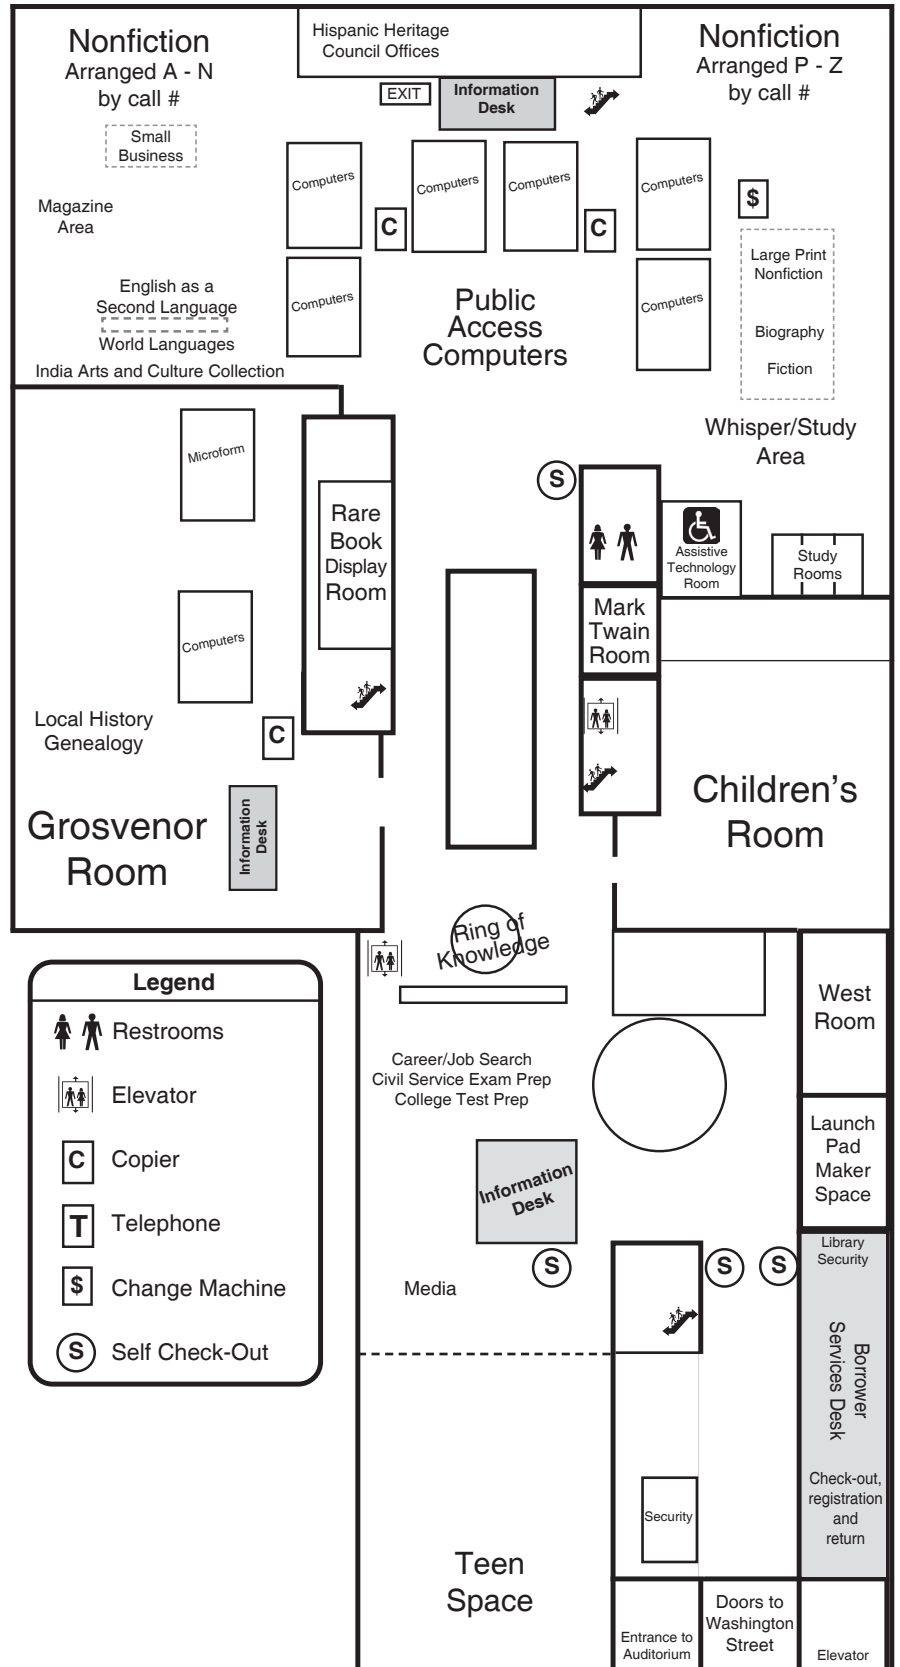 Nonfiction
Arranged A - N
by call #
Hispanic Heritage
Council Offices
Nonfiction
Arranged P - Z
by call #
EXIT
Information
Desk
Small
Business
Magazine
Area
Computers
Computers
Computers
Computers
C
C
$
English as a
Second Language
World Languages
India Arts and Culture Collection
Computers
Public
Access
Computers
Computers
Large Print
Nonfiction
Biography
Fiction
Whisper/Study
Area
Microform
Rare
Book
Display
Room
S
Assistive
Technology
Room
Study
Rooms
Computers
Mark
Twain
Room
Local History
Genealogy
C
Grosvenor
Room
Information
Desk
Children's
Room
Ring of
Knowledge
West
Room
Career/Job Search
Civil Service Exam Prep
College Test Prep
Launch
Pad
Maker
Space
Information
Desk
S
S
S
Library
Security
Media
Borrower
Services Desk
Check-out,
registration
and
return
Security
Teen
Space
Entrance to
Auditorium
Doors to
Washington
Street
Elevator
Legend
Restrooms
Elevator
C Copier
T Telephone
$ Change Machine
S Self Check-Out